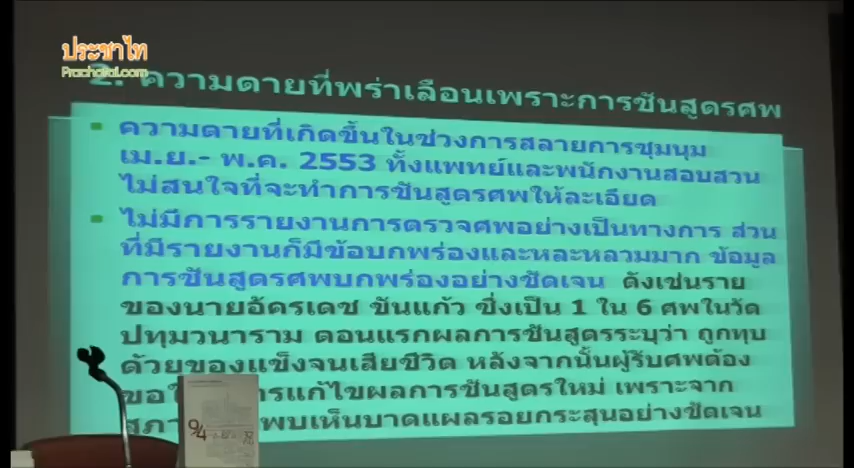 ประชาไท
Prachatai.com
2. ความตายที่พร่าเลือนเพราะการชันสูตรศพ
ความตายที่เกิดขึ้นในช่วงการสลายการชุมนุม
เม.ย.- พ.ค. 2553 ทั้งแพทย์และพนักงานสอบสวน
ไม่สนใจที่จะทำการชันสูตรศพให้ละเอียด
ไม่มีการรายงานการตรวจศพอย่างเป็นทางการ ส่วน
ที่มีรายงานก็มีข้อบกพร่องและหละหลวมมาก ข้อมูล
การชันสูตรศพบกพร่องอย่างชัดเจน ดังเช่นราย
ของนายอัครเดช ขันแก้ว ซึ่งเป็น 1 ใน 6 ศพในวัด
ปทุมวนาราม ตอนแรกผลการชันสูตรระบุว่า ถูกทุบ
ด้วยของแข็งจนเสียชีวิต หลังจากนั้นผู้รับศพต้อง
การแก้ไขผลการชันสูตรใหม่ เพราะจาก
พบเห็นบาดแผลรอยกระสุนอย่างชัดเจน